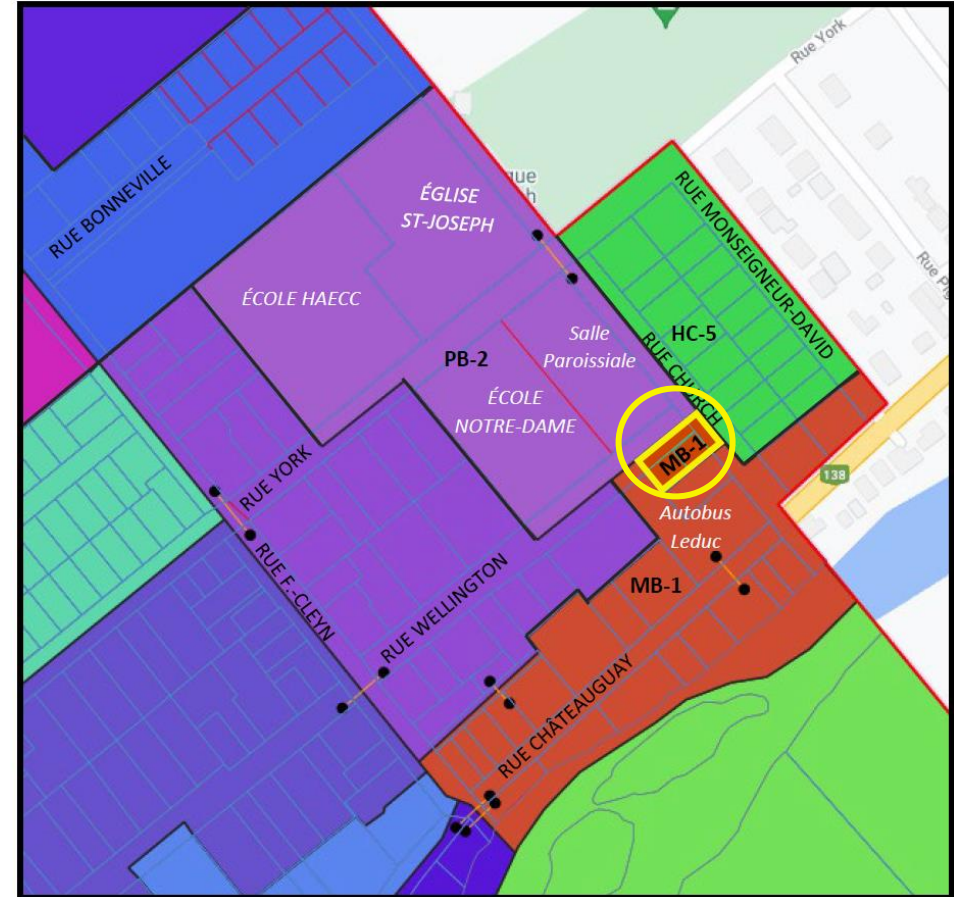 Rue York
RUE BONNEVILLE
ÉGLISE
ST-JOSEPH
RUE MONSEIGNEUR-DAVID
ÉCOLE HAECC
Salle
Paroissiale
HC-5
PB-2
RUE CHURCH
ÉCOLE
NOTRE-DAME
MB-1
138
RUE YORK
Autobus
Leduc
RUE F.-CLEYN
MB-1
RUE WELLINGTON
RUE CHÂTEAUGUAY